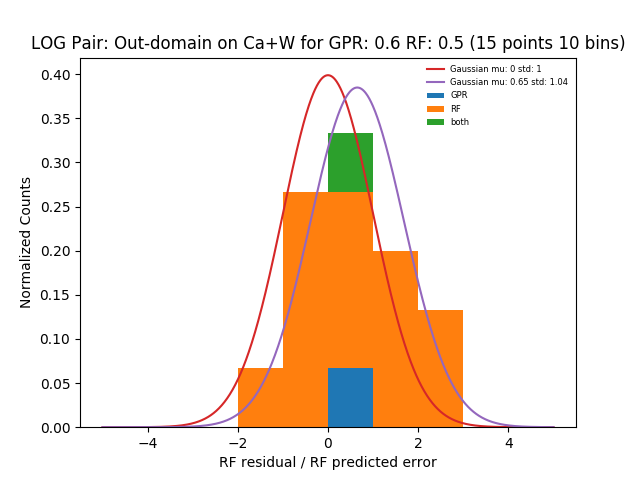 LOG Pair: Out-domain on Ca+W for GPR: 0.6 RF: 0.5 (15 points 10 bins)
Gaussian mu: 0 std: 1
Gaussian mu: 0.65 std: 1.04
GPR
RF
both
Normalized Counts
0.40
0.35
0.30
0.25
0.20
0.15
0.10
0.05
0.00
−4 −2 0 2 4
RF residual / RF predicted error